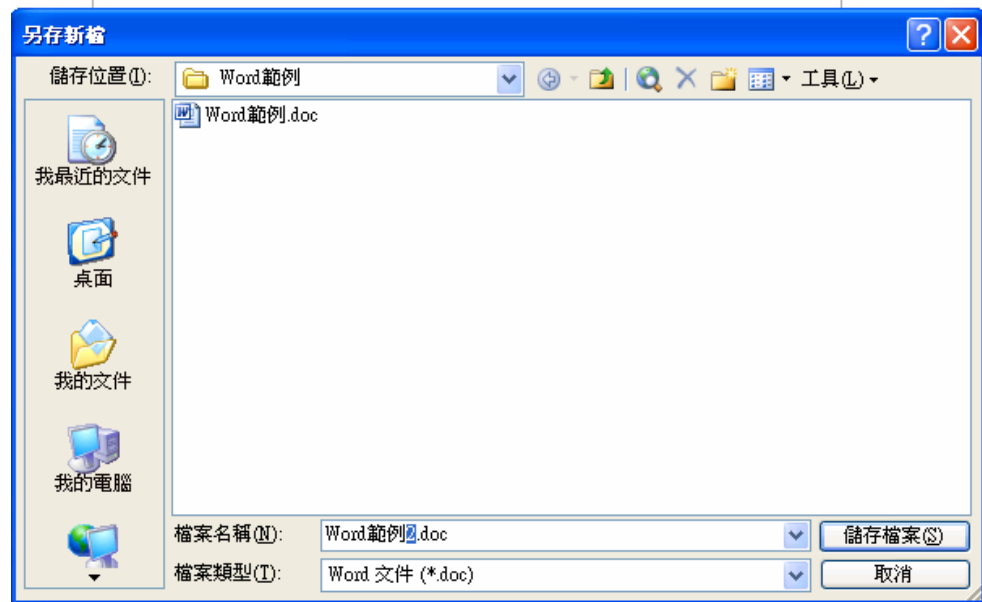 另存新檔
儲存位置(I): Word範例 工具(L)
Word範例.doc
我最近的文件
桌面
我的文件
我的電腦
檔案名稱(N): Word範例2.doc 儲存檔案(S)
檔案類型(T): Word 文件 (*.doc) 取消